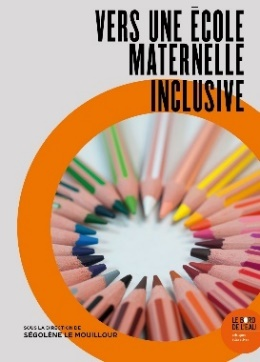 VERS UNE ÉCOLE
MATERNELLE
INCLUSIVE
SOUS LA DIRECTION DE
SÉGOLÈNE LE MOUILLOUR
LE BORD
DE L'EAU